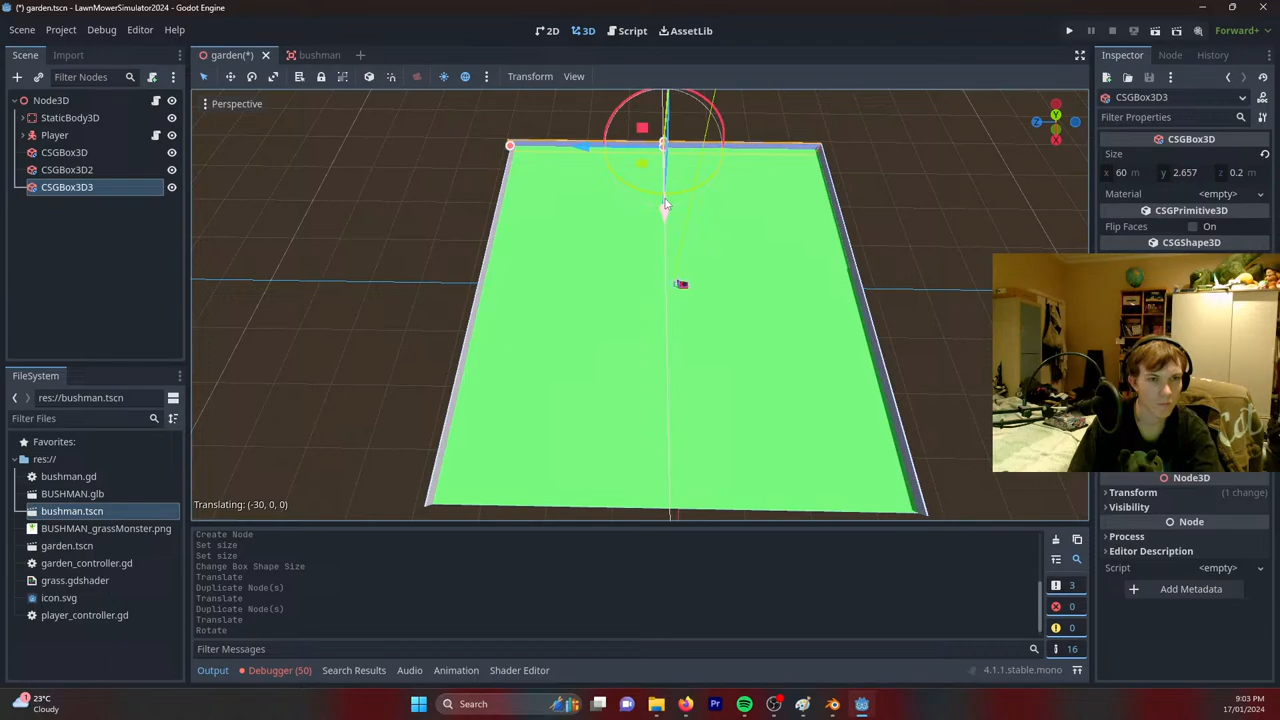 (*) garden.tscn - LawnMowerSimulator2024 - Godot Engine
Scene Project Debug Editor Help
2D 3D Script AssetLib
Forward+
Scene Import
garden(*) bushman
Inspector Node History
Filter Nodes
Transform View
Perspective
Node3D
StaticBody3D
Player
CSGBox3D
CSGBox3D2
CSGBox3D3
Y
Z
CSGBox3D3
Filter Properties
CSGBox3D
Size
x 60 m y 2.657 z 0.2 m
Material <empty>
CSGPrimitive3D
Flip Faces On
CSGShape3D
Node3D
Transform (1 change)
Visibility
Node
Process
Editor Description
Script <empty>
Add Metadata
FileSystem
res://bushman.tscn
Filter Files
Favorites:
res://
bushman.gd
BUSHMAN.glb
bushman.tscn
BUSHMAN_grassMonster.png
garden.tscn
garden_controller.gd
grass.gdshader
icon.svg
player_controller.gd
Translating: (-30, 0, 0)
Create Node
Set size
Set size
Change Box Shape Size
Translate
Duplicate Node(s)
Translate
Duplicate Node(s)
Translate
Rotate
3
0
0
16
Filter Messages
Output Debugger (50) Search Results Audio Animation Shader Editor
4.1.1.stable.mono
1
23°C
Cloudy
Search
Pr
9:03 PM
17/01/2024